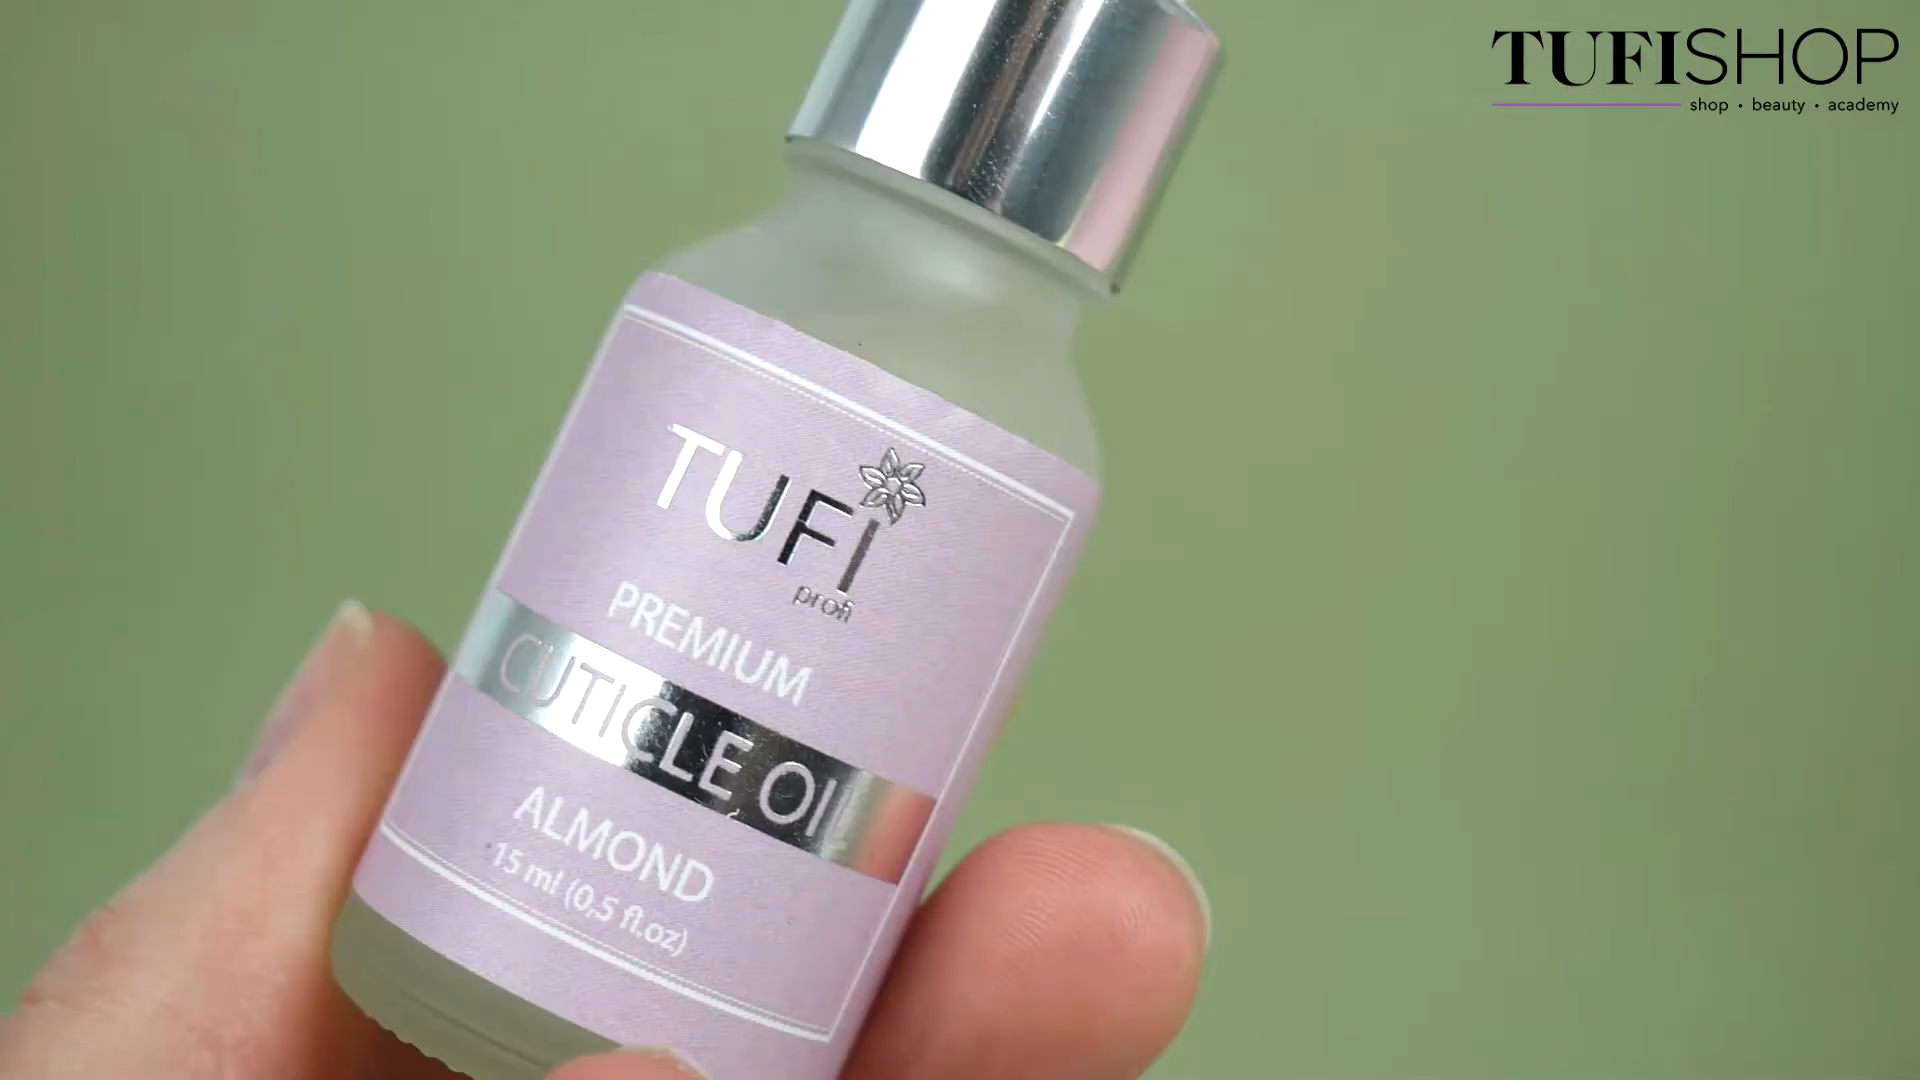 TUFISHOP
shop • beauty • academy
TUFI
profi
PREMIUM
CUTICLE OIL
ALMOND
15 ml (0,5 fl.oz)